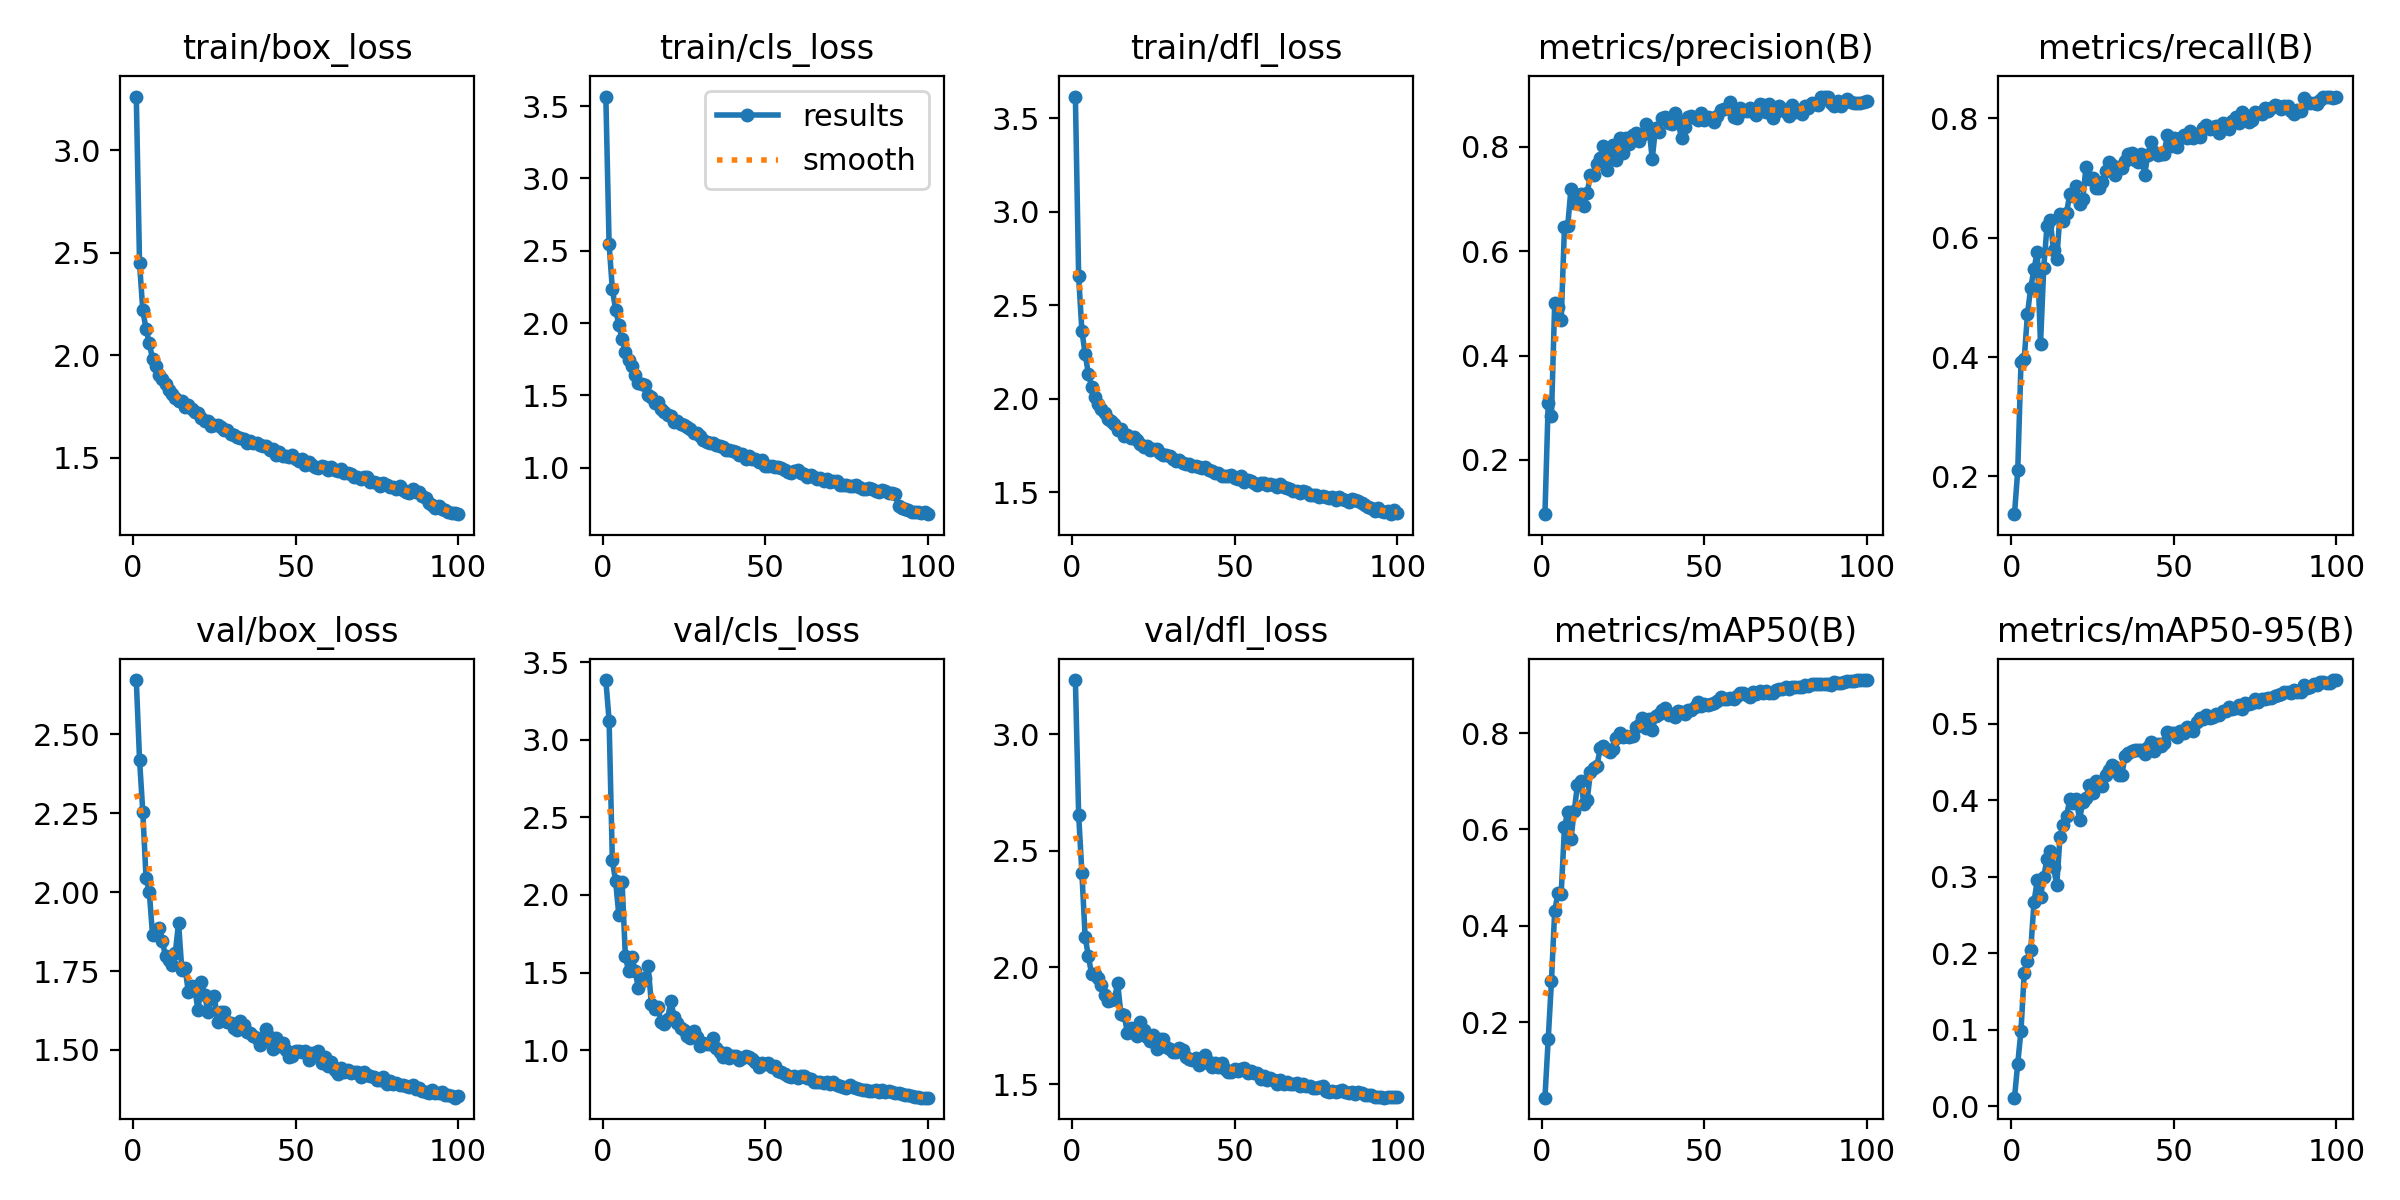 train/box_loss
3.0
2.5
2.0
1.5
0 50 100
train/cls_loss
results
smooth
3.5
3.0
2.5
2.0
1.5
1.0
0 50 100
train/dfl_loss
3.5
3.0
2.5
2.0
1.5
0 50 100
metrics/precision(B)
0.8
0.6
0.4
0.2
0 50 100
metrics/recall(B)
0.8
0.6
0.4
0.2
0 50 100
val/box_loss
2.50
2.25
2.00
1.75
1.50
0 50 100
val/cls_loss
3.5
3.0
2.5
2.0
1.5
1.0
0 50 100
val/dfl_loss
3.0
2.5
2.0
1.5
0 50 100
metrics/mAP50(B)
0.8
0.6
0.4
0.2
0 50 100
metrics/mAP50-95(B)
0.5
0.4
0.3
0.2
0.1
0.0
0 50 100